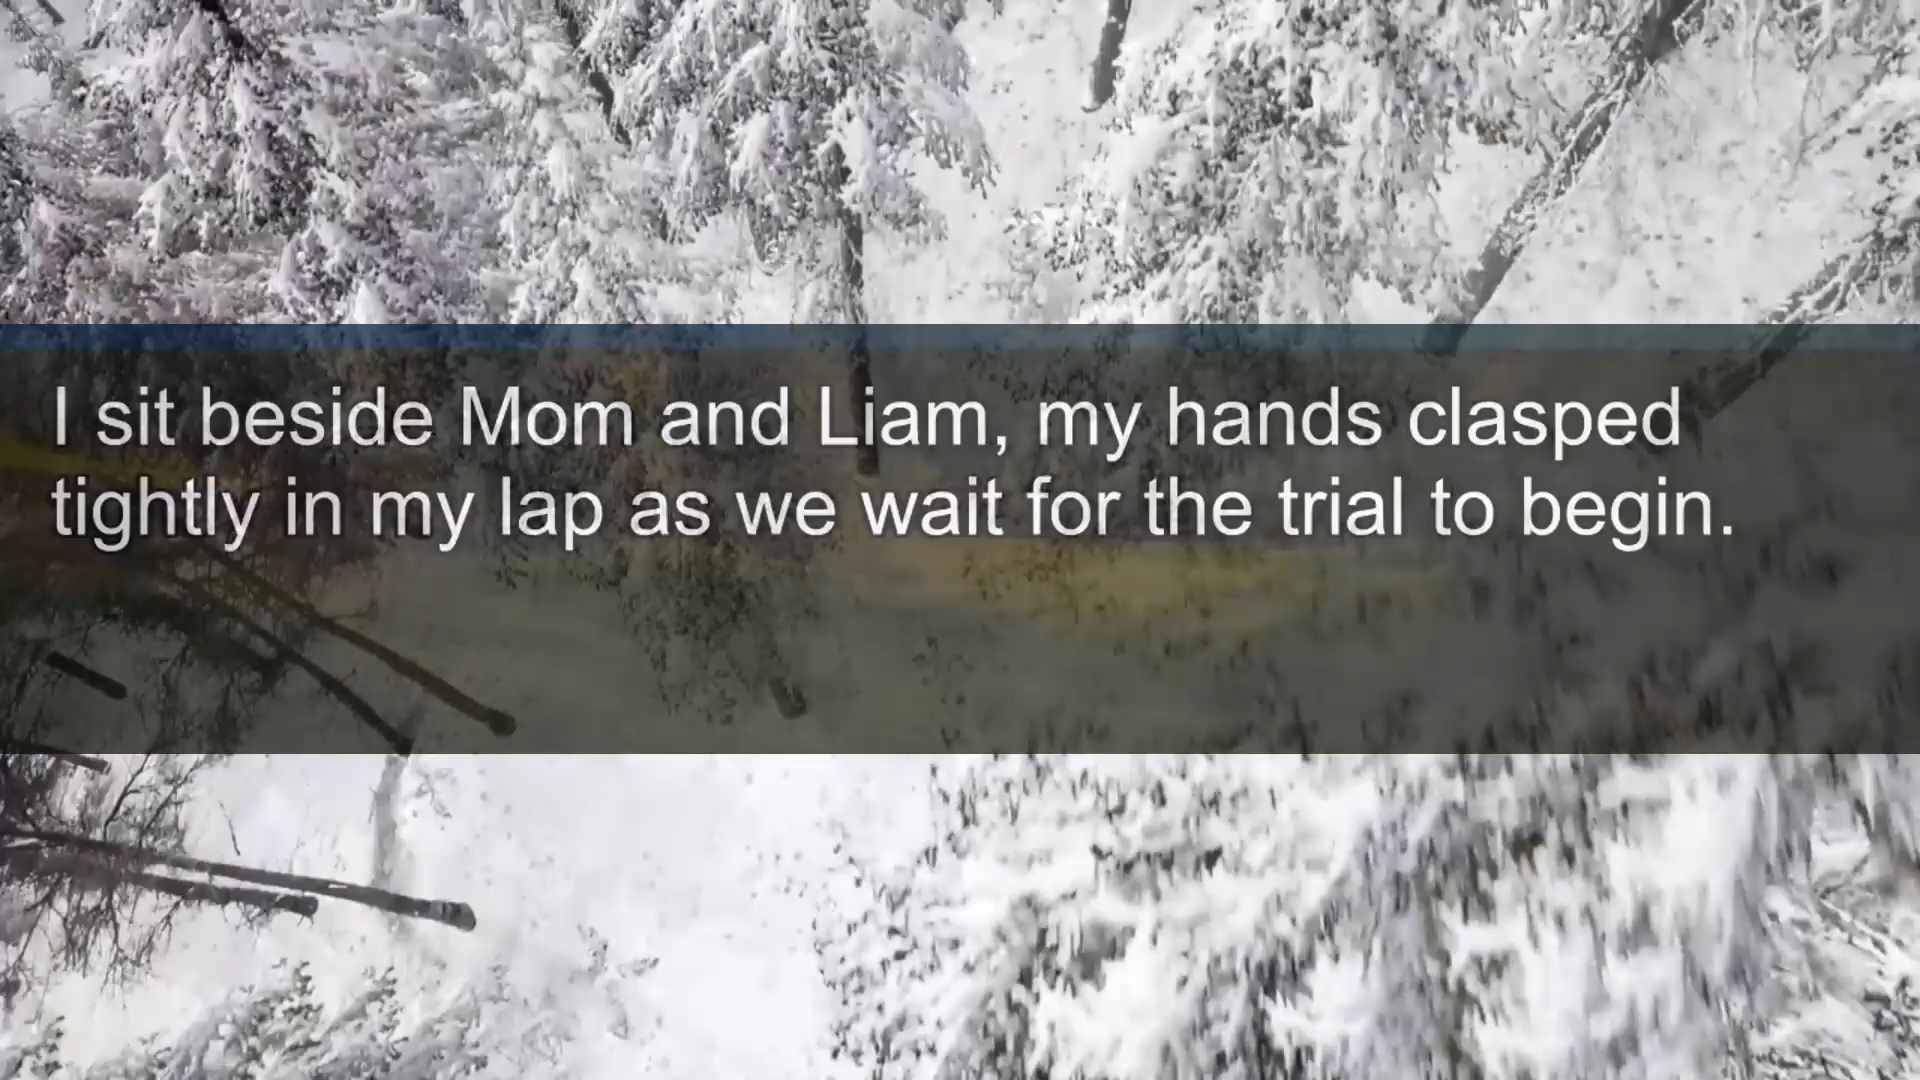 I sit beside Mom and Liam, my hands clasped
tightly in my lap as we wait for the trial to begin.